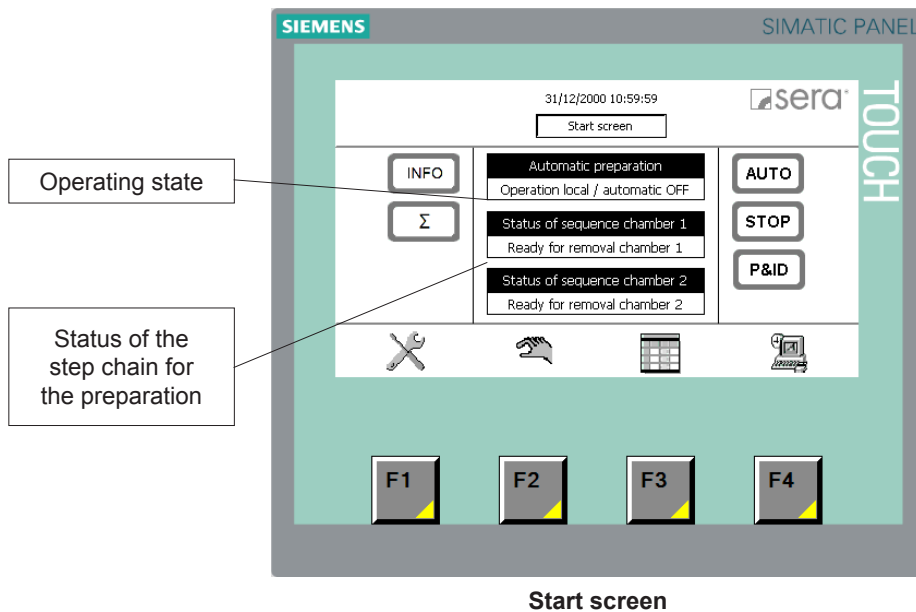 SIEMENS
SIMATIC PANEL
TOUCH
31/12/2000 10:59:59
sera
Start screen
Operating state
INFO
Σ
Automatic preparation
Operation local / automatic OFF
Status of sequence chamber 1
Ready for removal chamber 1
Status of sequence chamber 2
Ready for removal chamber 2
AUTO
STOP
P&ID
Status of the
step chain for
the preparation
F1
F2
F3
F4
Start screen